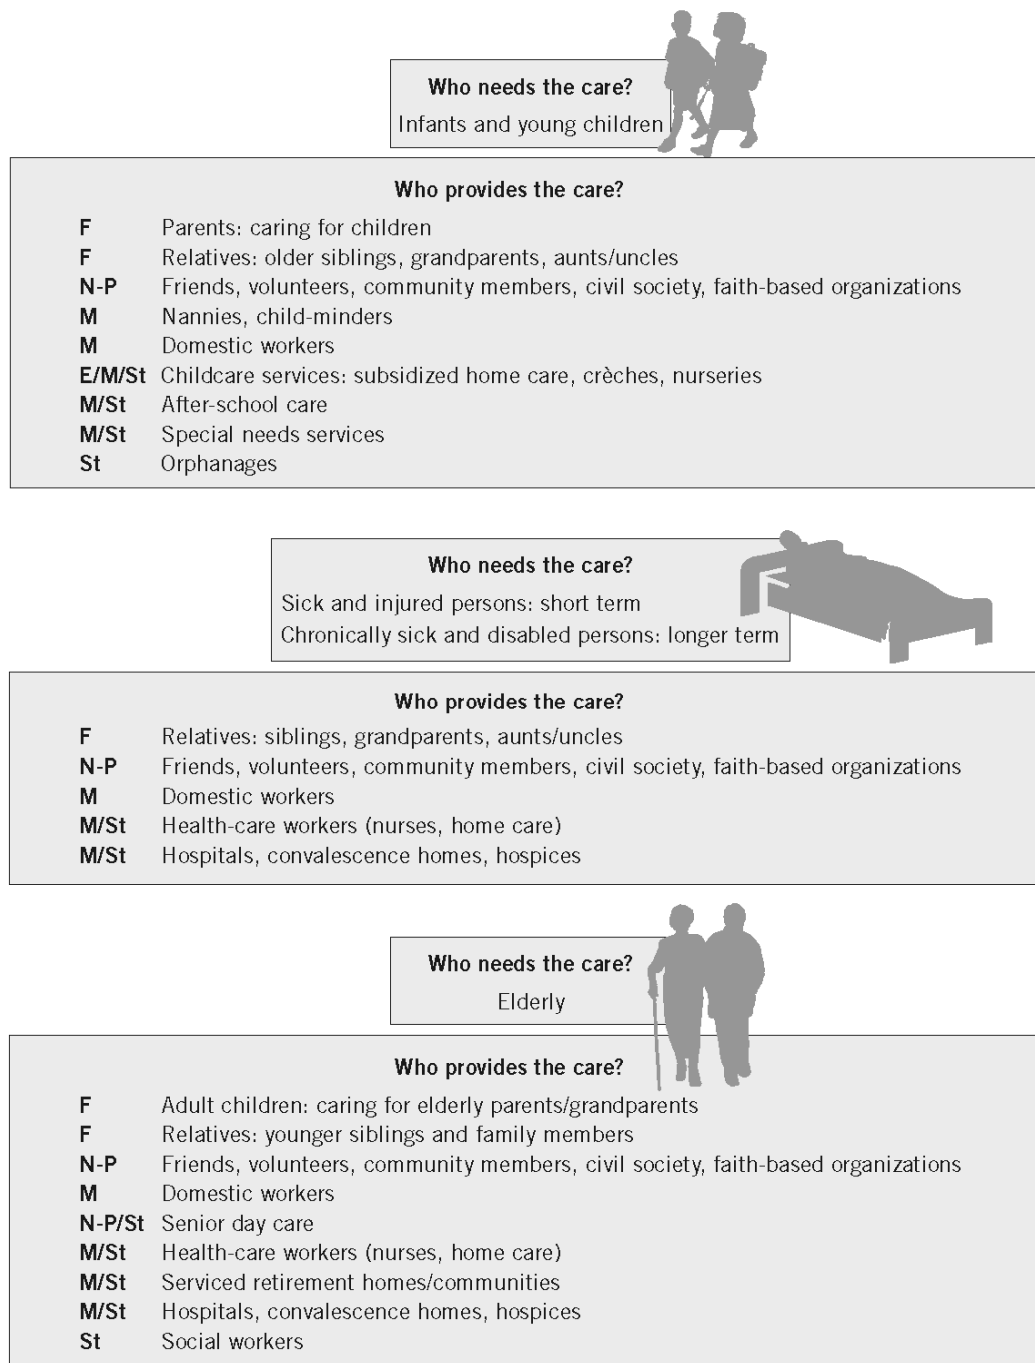 Who needs the care?
Infants and young children
Who provides the care?
F Parents: caring for children
F Relatives: older siblings, grandparents, aunts/uncles
N-P Friends, volunteers, community members, civil society, faith-based organizations
M Nannies, child-minders
M Domestic workers
E/M/St Childcare services: subsidized home care, crèches, nurseries
M/St After-school care
M/St Special needs services
St Orphanages
Who needs the care?
Sick and injured persons: short term
Chronically sick and disabled persons: longer term
Who provides the care?
F Relatives: siblings, grandparents, aunts/uncles
N-P Friends, volunteers, community members, civil society, faith-based organizations
M Domestic workers
M/St Health-care workers (nurses, home care)
M/St Hospitals, convalescence homes, hospices
Who needs the care?
Elderly
Who provides the care?
F Adult children: caring for elderly parents/grandparents
F Relatives: younger siblings and family members
N-P Friends, volunteers, community members, civil society, faith-based organizations
M Domestic workers
N-P/St Senior day care
M/St Health-care workers (nurses, home care)
M/St Serviced retirement homes/communities
M/St Hospitals, convalescence homes, hospices
St Social workers